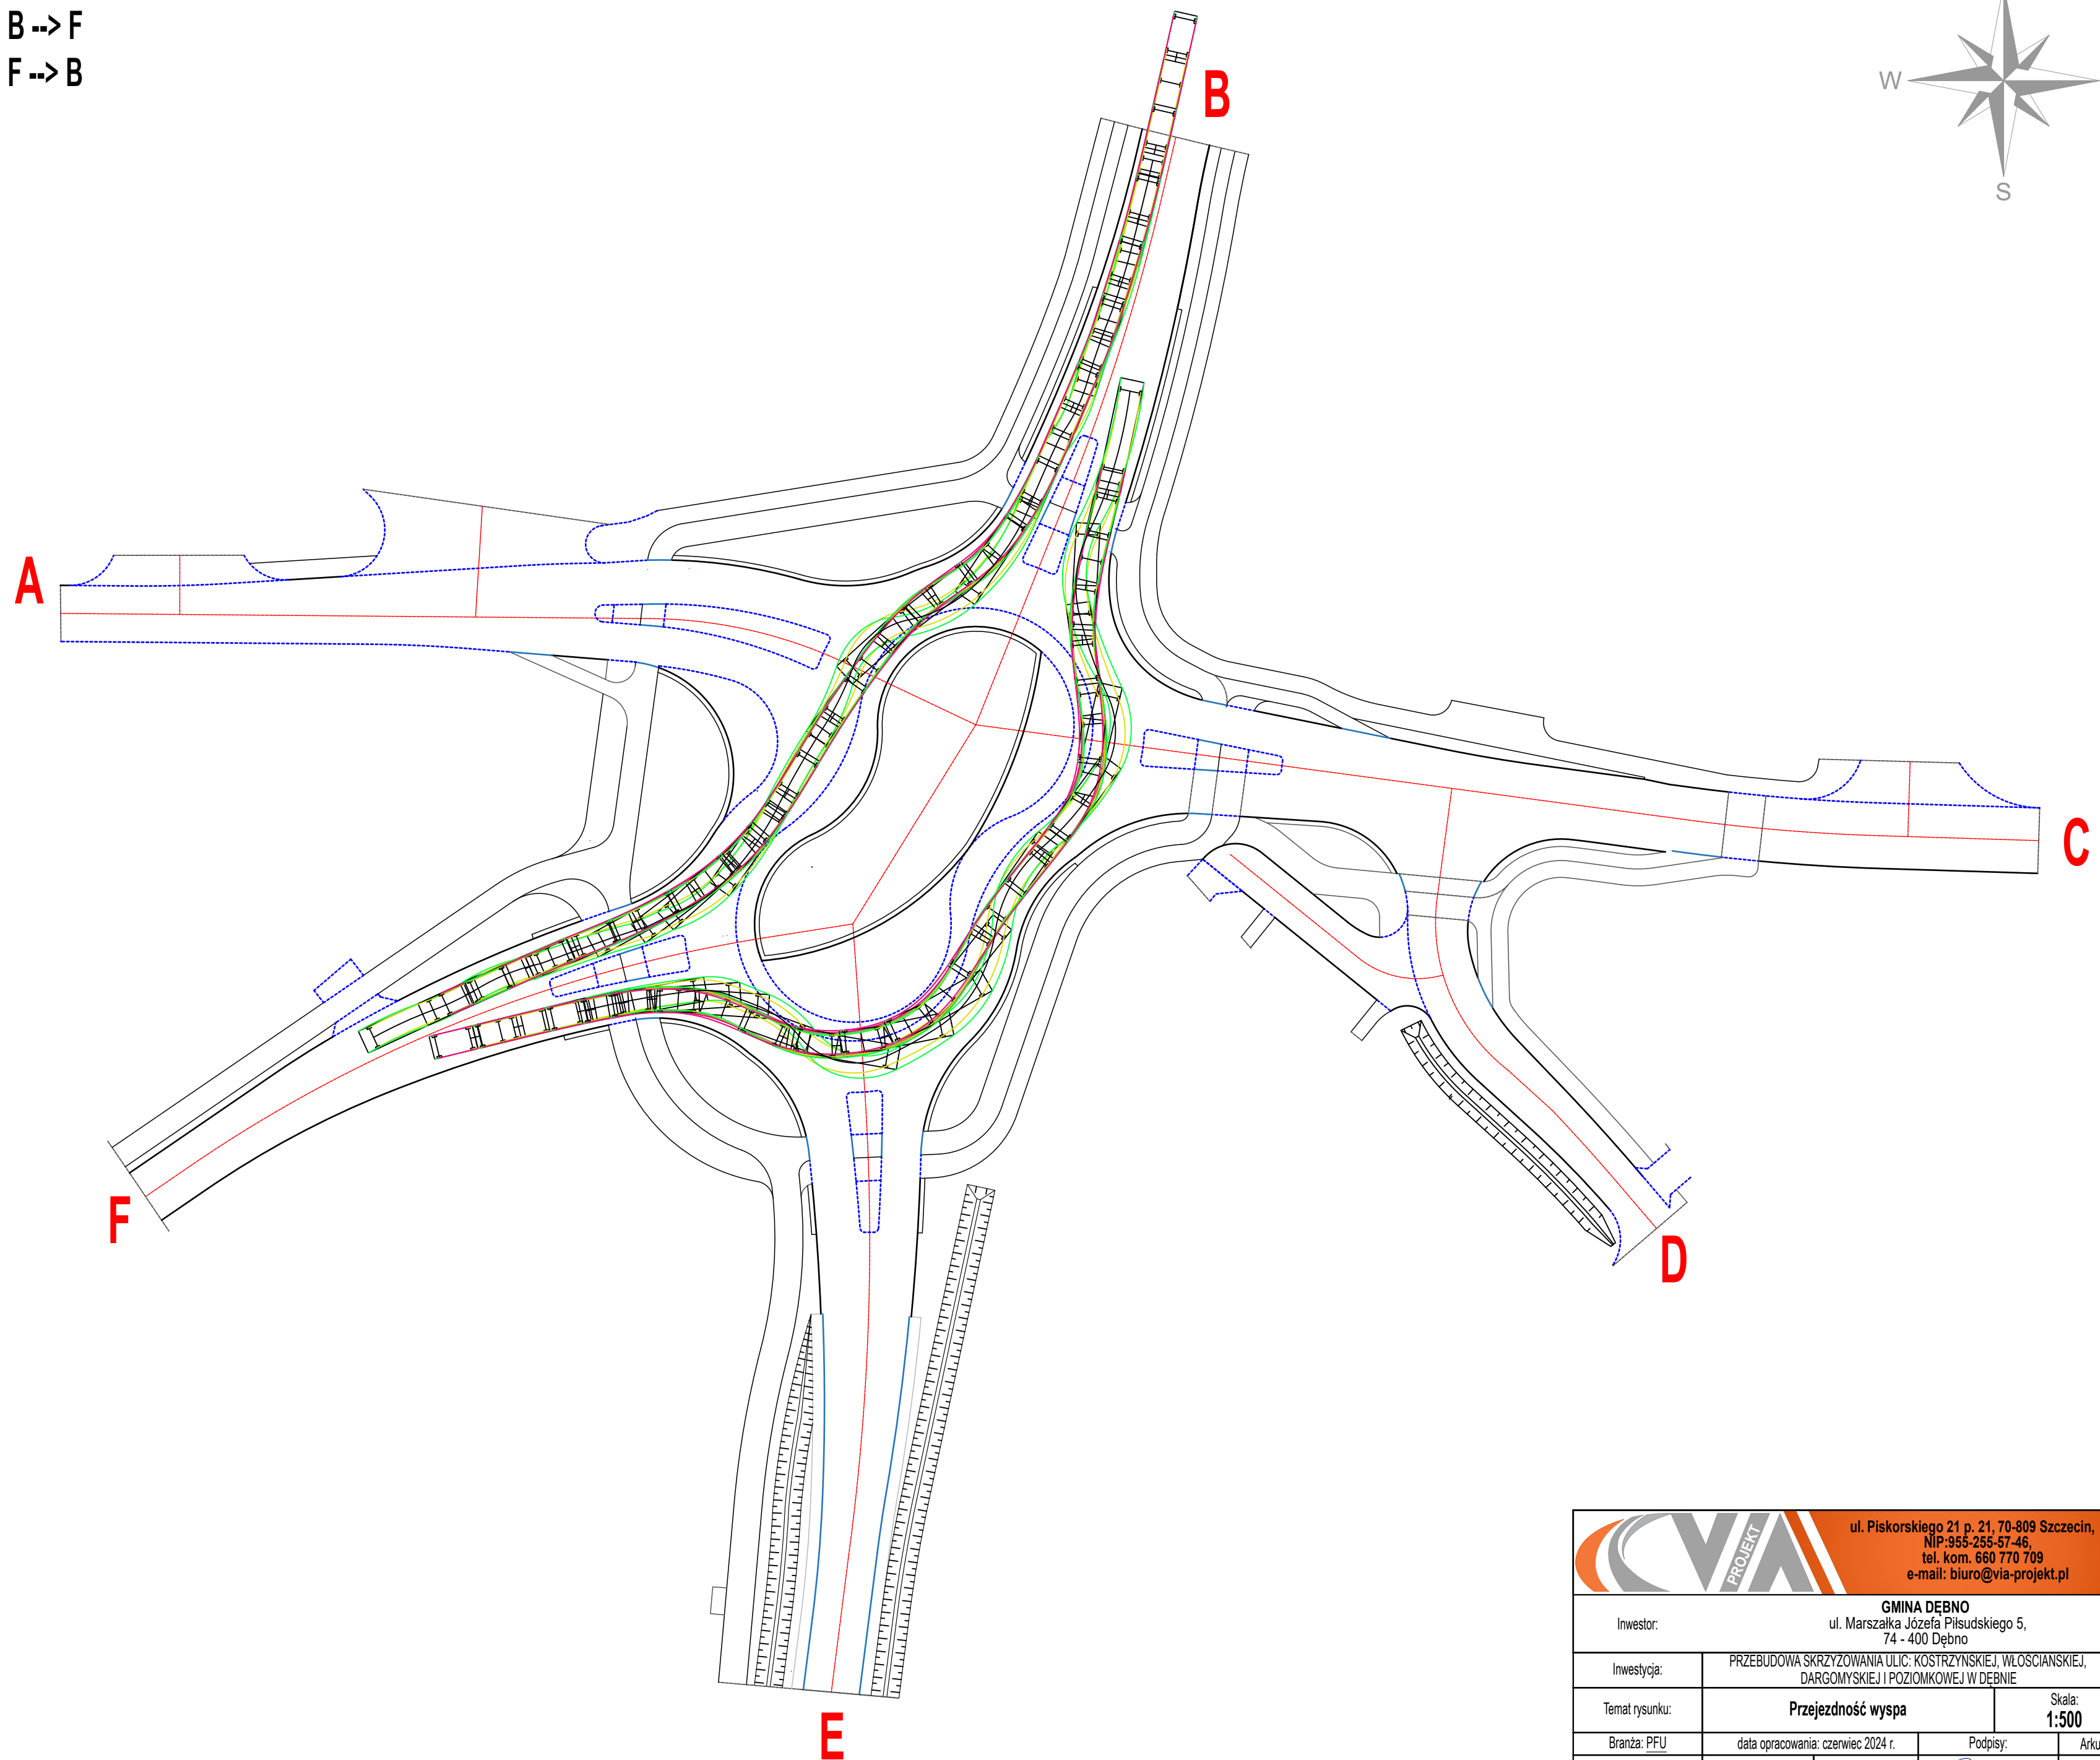 B --> F
F --> B
W
S
B
A
C
F
D
E
VIA
PROJEKT
ul. Piskorskiego 21 p. 21, 70-809 Szczecin,
NIP:955-255-57-46,
tel. kom. 660 770 709
e-mail: biuro@via-projekt.pl
Inwestor:
GMINA DĘBNO
ul. Marszałka Józefa Piłsudskiego 5,
74 - 400 Dębno
Inwestycja:
PRZEBUDOWA SKRZYŻOWANIA ULIC: KOSTRZYŃSKIEJ, WŁOŚCIAŃSKIEJ,
DARGOMYSKIEJ I POZIOMKOWEJ W DĘBNIE
Temat rysunku:
Przejezdność wyspa
Skala:
1:500
Branża: PFU
data opracowania: czerwiec 2024 r.
Podpisy:
Arku